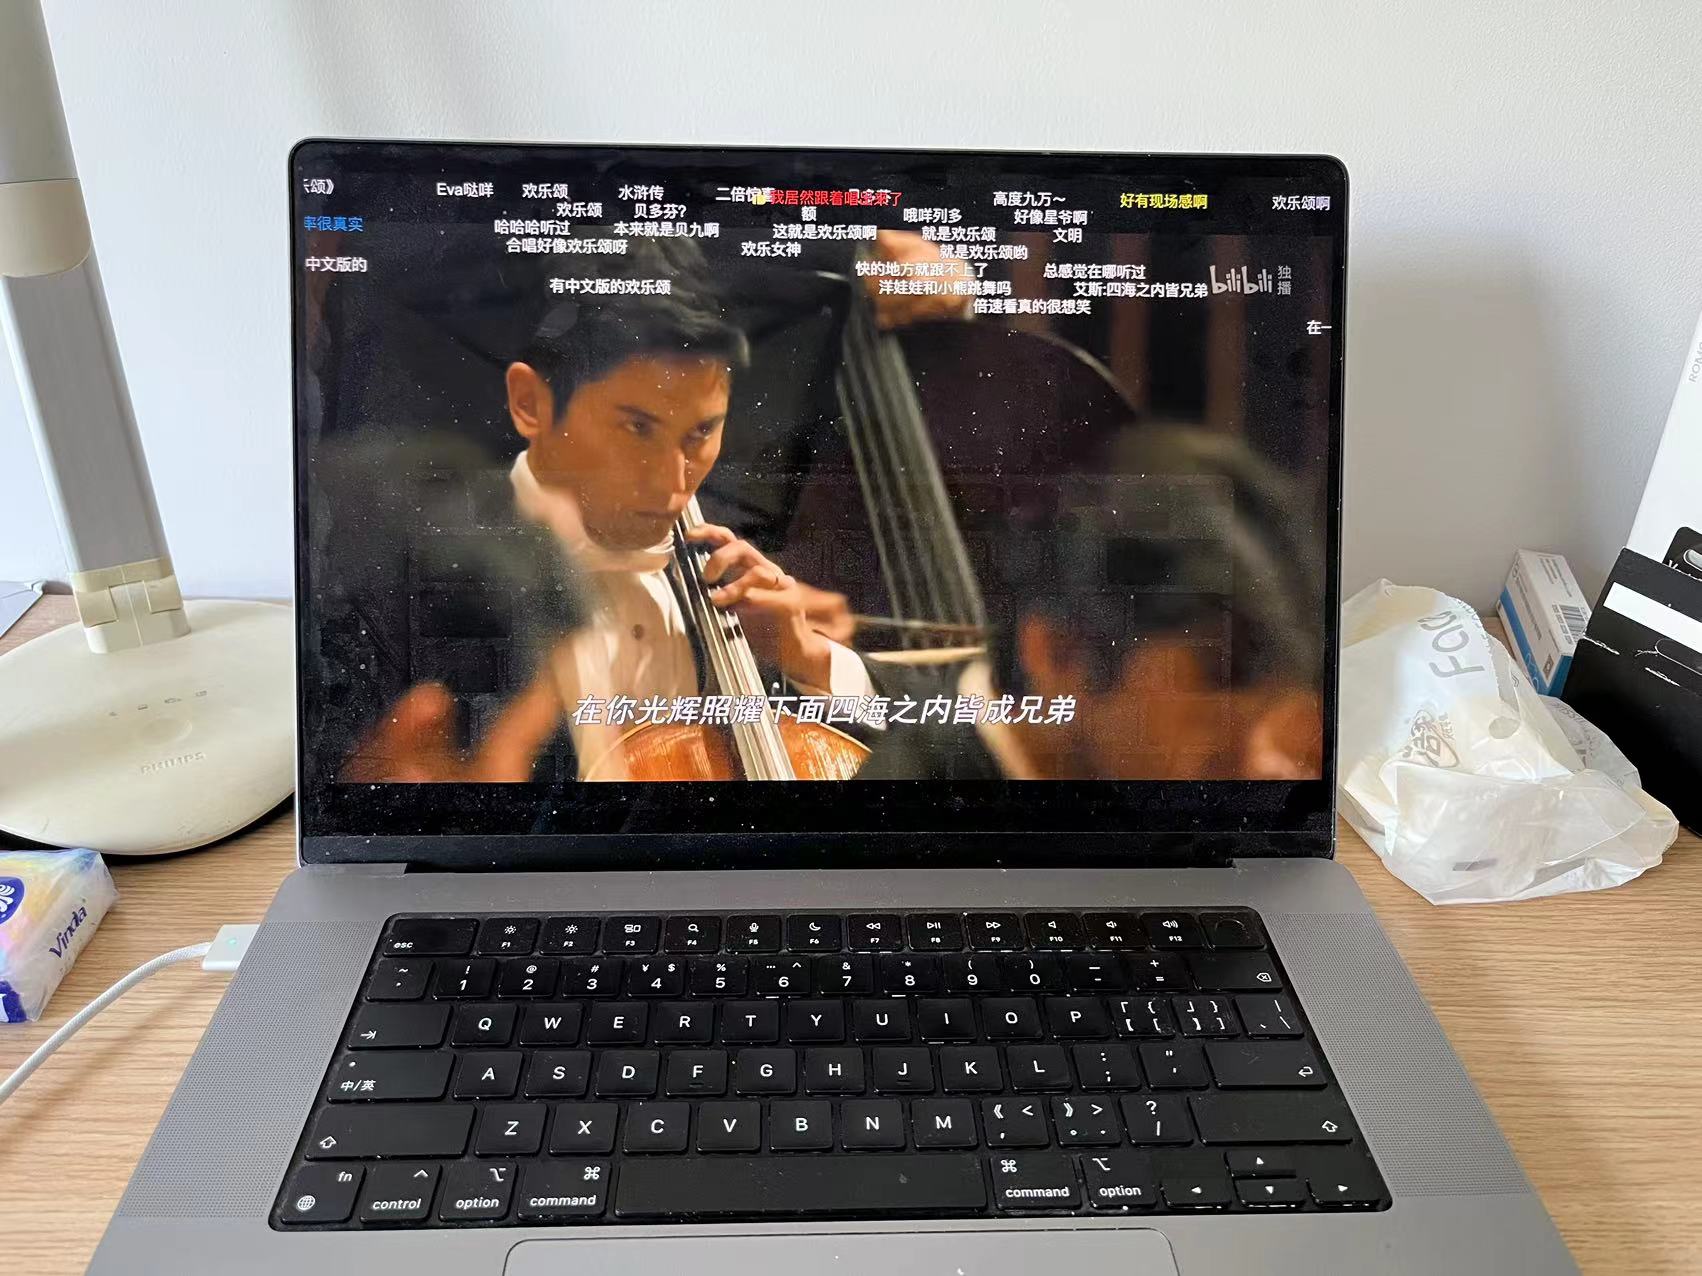 乐颂》
Eva哒咩
欢乐颂
水浒传
二倍惊喜
我居然跟着唱出来了
高度九万~
好有现场感啊
欢乐颂啊
欢乐颂
贝多芬?
额
哦咩列多
好像星爷啊
率很真实
哈哈哈听过
本来就是贝九啊
这就是欢乐颂啊
就是欢乐颂
文明
合唱好像欢乐颂呀
欢乐女神
就是欢乐颂哟
中文版的
快的地方就跟不上了
总感觉在哪听过
bilibili 独播
有中文版的欢乐颂
洋娃娃和小熊跳舞吗
艾斯:四海之内皆兄弟
倍速看真的很想笑
在一
在你光辉照耀下面四海之内皆成兄弟
PHILIPS
Vinda
esc F1 F2 F3 F4 F5 F6 F7 F8 F9 F10 F11 F12
~ ! @ # ¥ $ % … ^ & * ( ) — +
· 1 2 3 4 5 6 7 8 9 0 - =
Q W E R T Y U I O P 「 { 」 } |
【 [ 】 ] 、 \
中/英 A S D F G H J K L : ; " '
Z X C V B N M 《 < , 》 > 。 . ? /
fn control option command command option